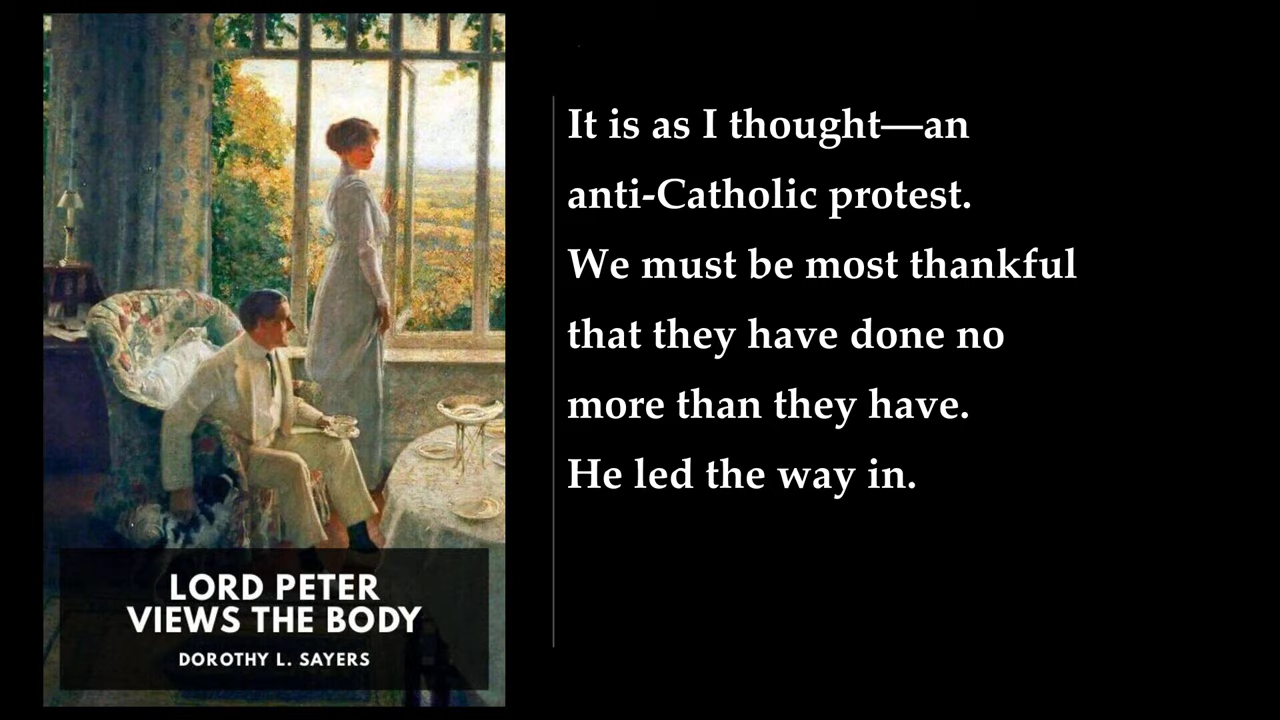 It is as I thought—an
anti-Catholic protest.
We must be most thankful
that they have done no
more than they have.
He led the way in.
LORD PETER
VIEWS THE BODY
DOROTHY L. SAYERS